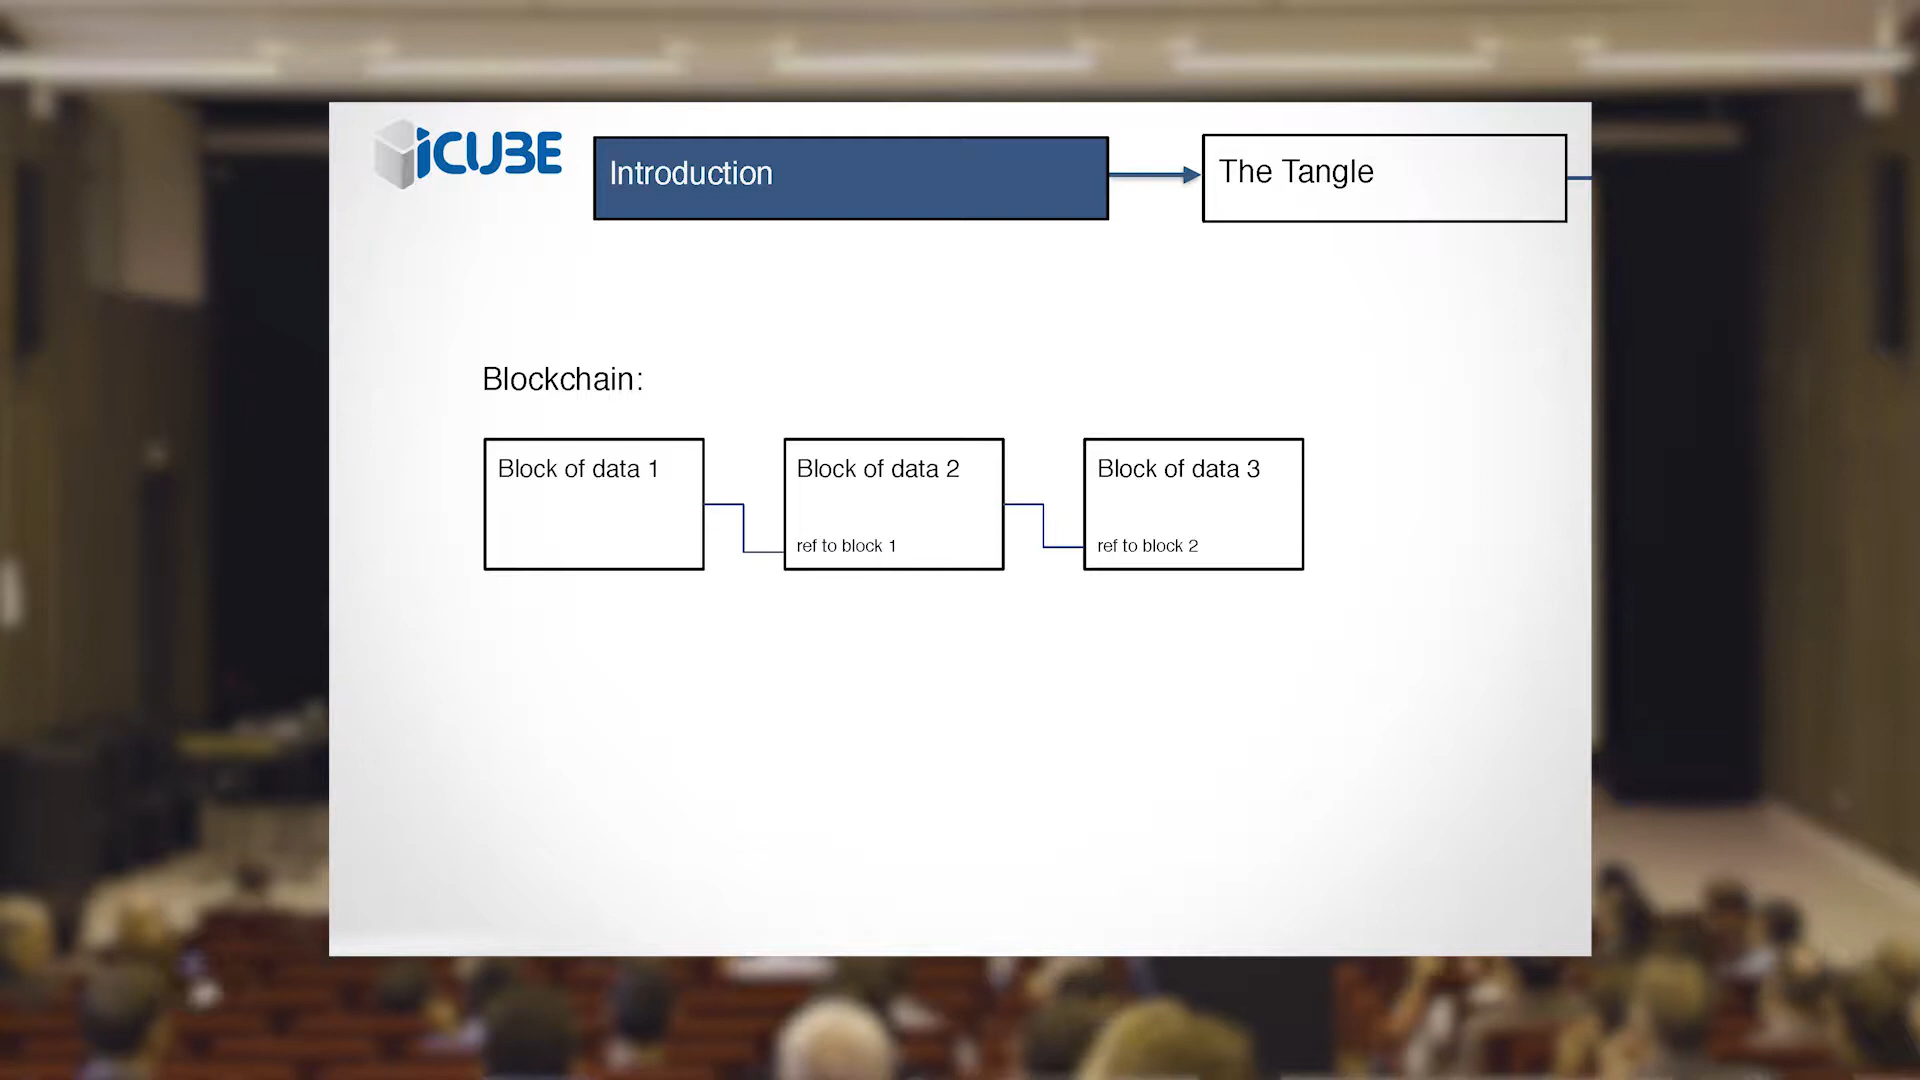 iCUBE
Introduction
The Tangle
Blockchain:
Block of data 1
ref to block 1
Block of data 2
ref to block 2
Block of data 3